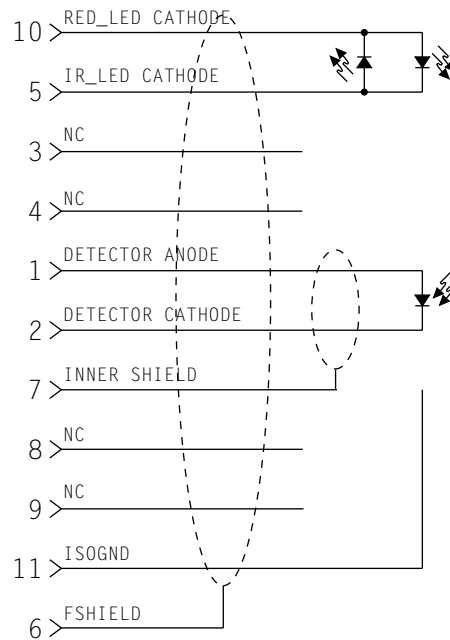 10 RED_LED CATHODE
5 IR_LED CATHODE
3 NC
4 NC
1 DETECTOR ANODE
2 DETECTOR CATHODE
7 INNER SHIELD
8 NC
9 NC
11 ISOGND
6 FSHIELD